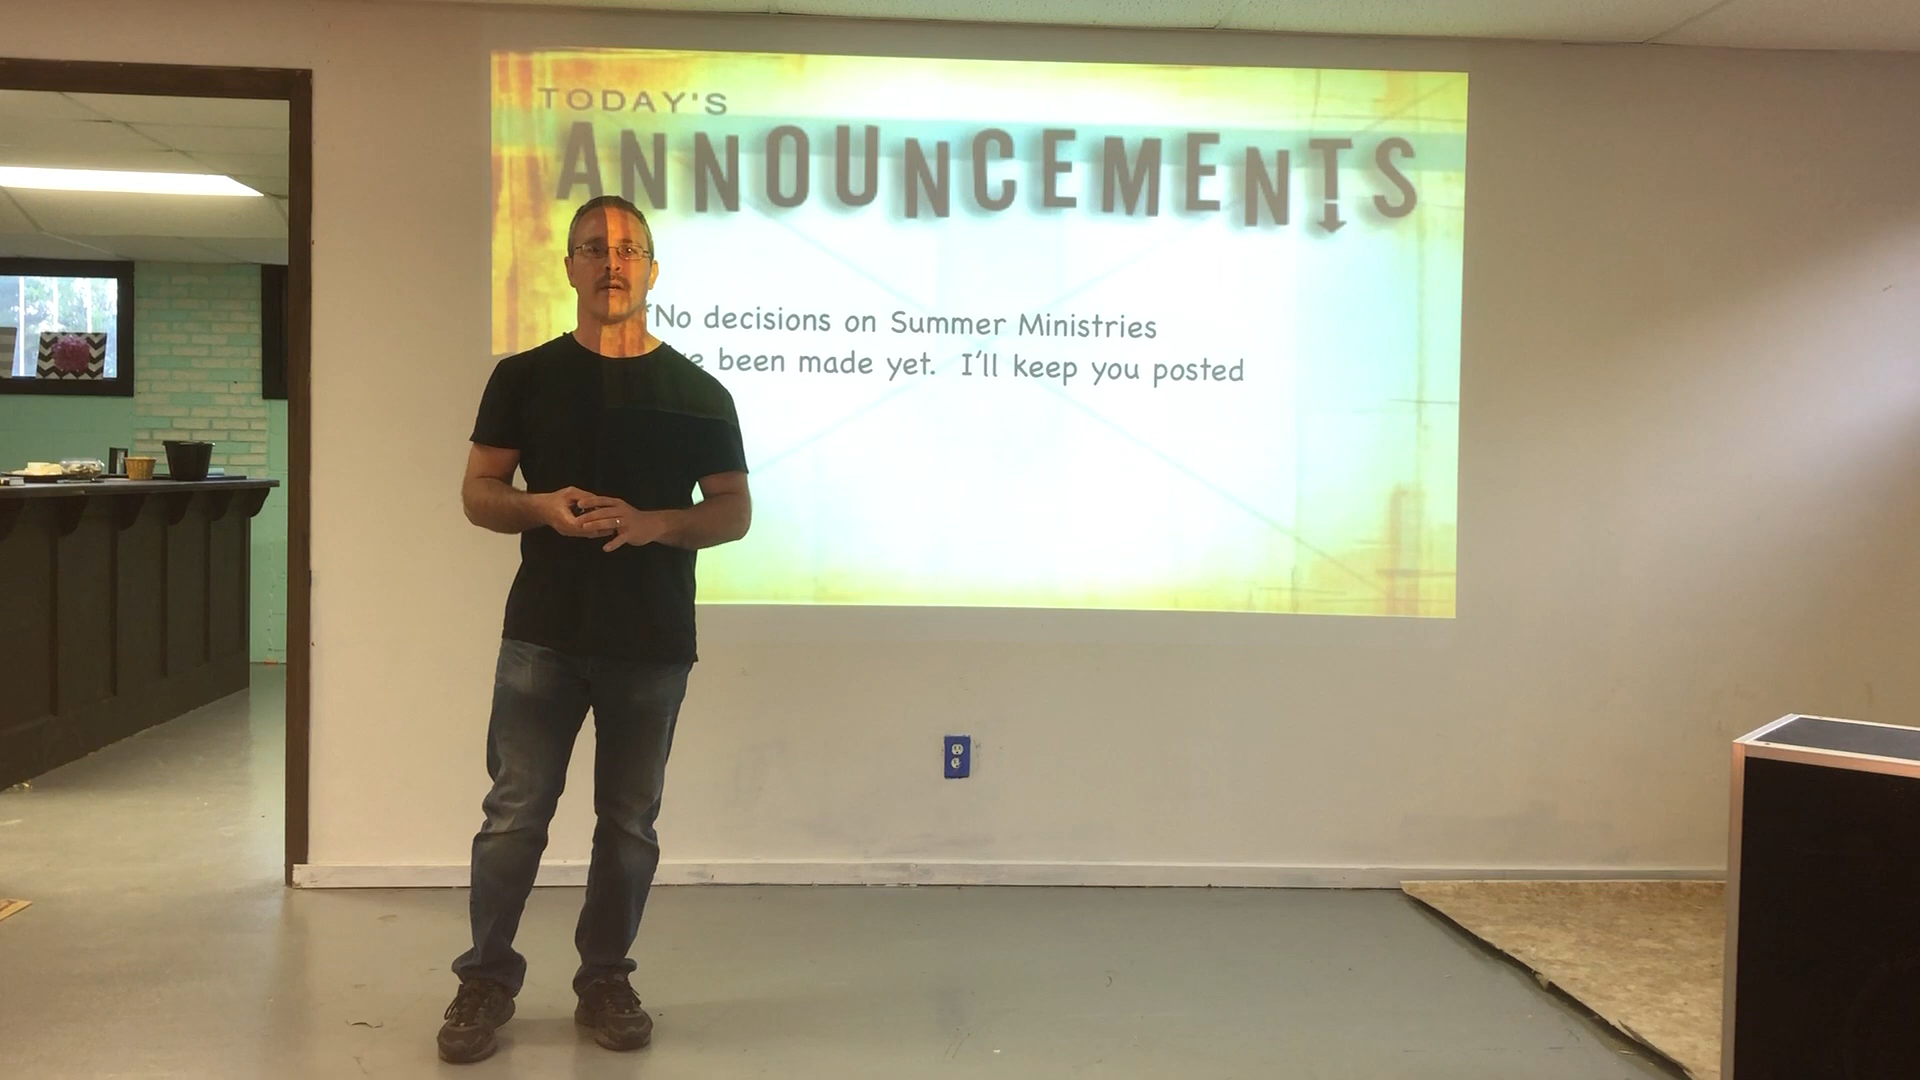 TODAY'S
ANNOUNCEMENTS
*No decisions on Summer Ministries
been made yet. I'll keep you posted